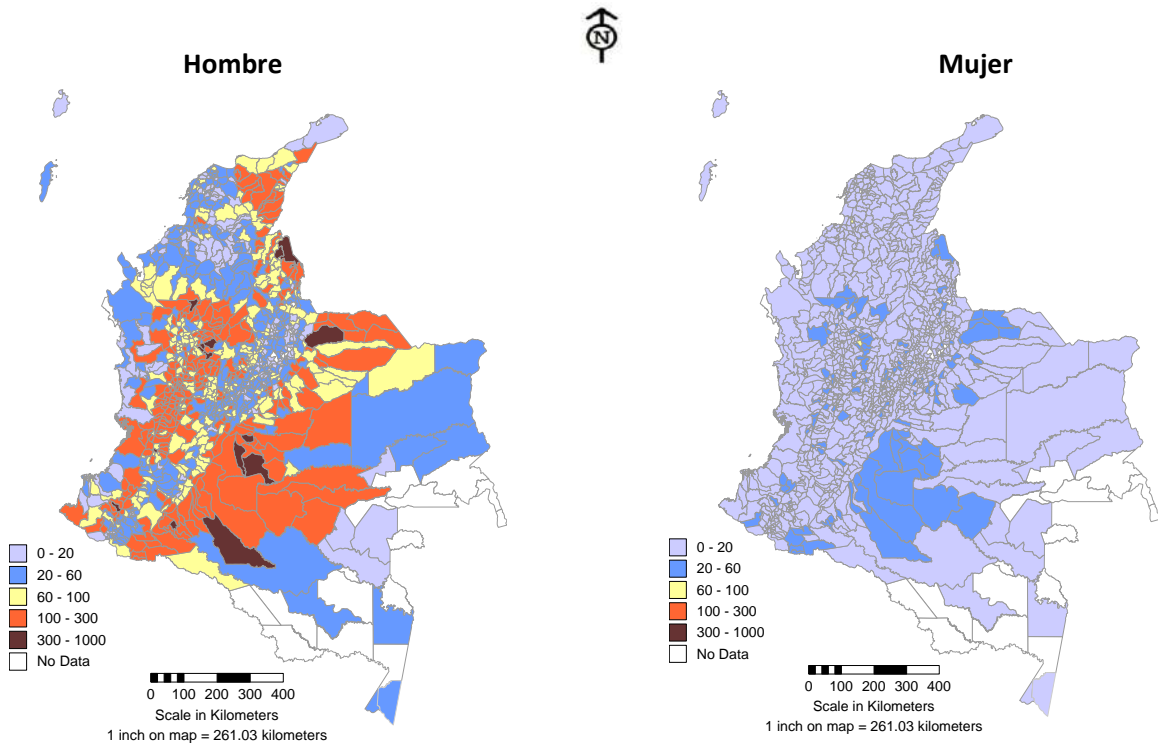 N
Hombre
Mujer
0 - 20
20 - 60
60 - 100
100 - 300
300 - 1000
No Data
0 100 200 300 400
Scale in Kilometers
1 inch on map = 261.03 kilometers
0 - 20
20 - 60
60 - 100
100 - 300
300 - 1000
No Data
0 100 200 300 400
Scale in Kilometers
1 inch on map = 261.03 kilometers